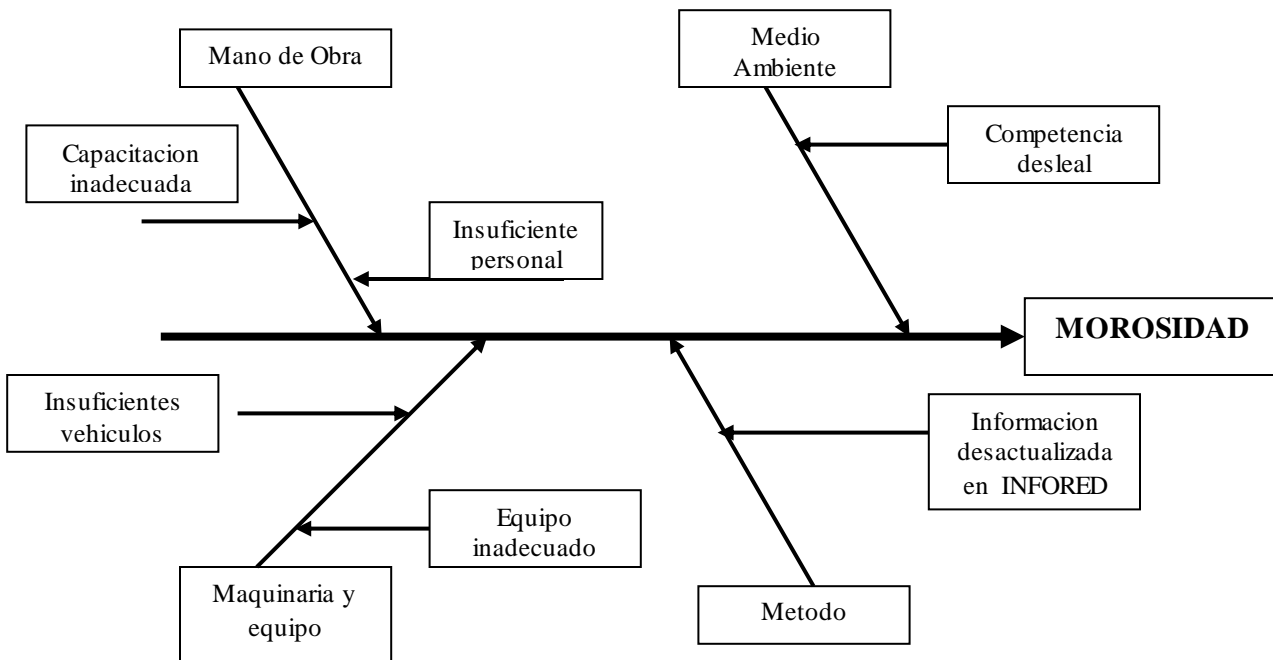 Mano de Obra
Medio
Ambiente
Capacitacion
inadecuada
Competencia
desleal
Insuficiente
personal
MOROSIDAD
Insuficientes
vehiculos
Informacion
desactualizada
en INFORED
Equipo
inadecuado
Maquinaria y
equipo
Metodo